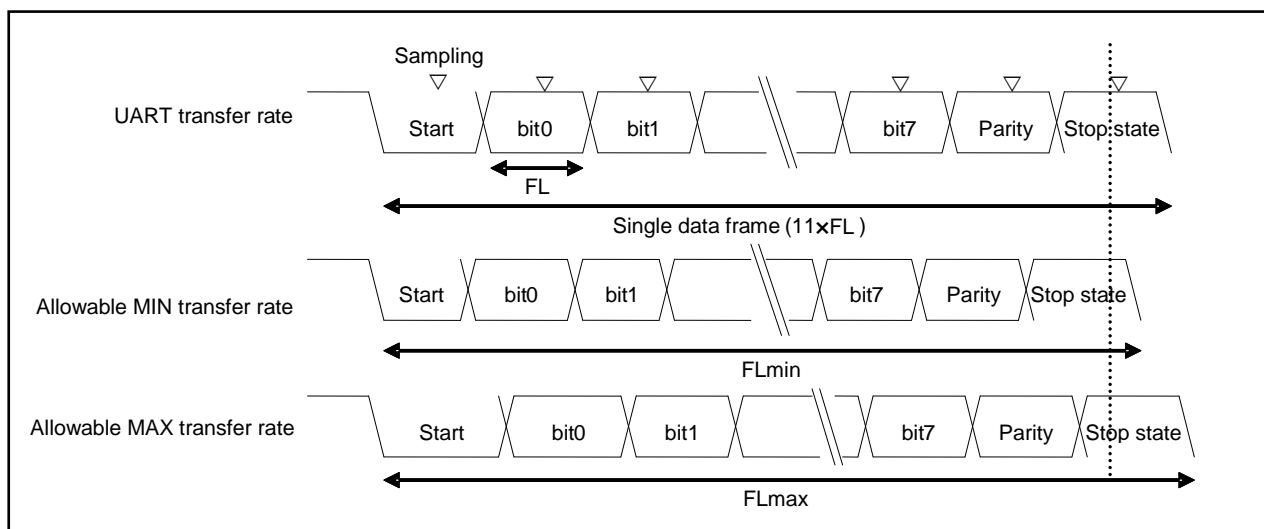 Sampling
UART transfer rate
Start bit0 bit1 bit7 Parity Stop state
FL
Single data frame (11×FL )
Allowable MIN transfer rate
Start bit0 bit1 bit7 Parity Stop state
FLmin
Allowable MAX transfer rate
Start bit0 bit1 bit7 Parity Stop state
FLmax